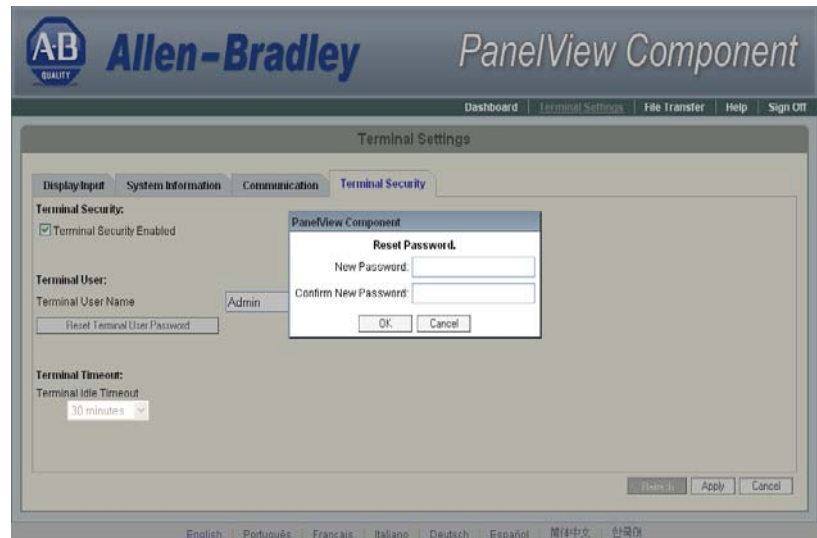 A·B
QUALITY
Allen-Bradley
PanelView Component
Dashboard | Terminal Settings | File Transfer | Help | Sign Off
Terminal Settings
Display/Input System Information Communication Terminal Security
Terminal Security:
Terminal Security Enabled
PanelView Component
Reset Password.
New Password:
Confirm New Password:
OK Cancel
Terminal User:
Terminal User Name Admin
Reset Terminal User Password
Terminal Timeout:
Terminal Idle Timeout
30 minutes
Refresh Apply Cancel
English | Português | Français | Italiano | Deutsch | Español | 简体中文 | 한국어